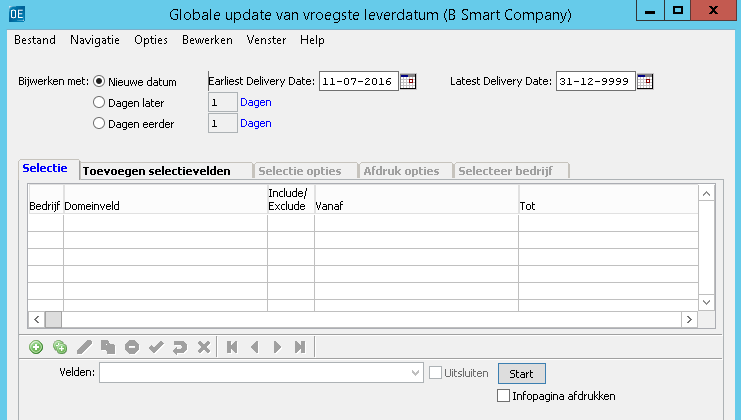 OE Globale update van vroegste leverdatum (B Smart Company)
Bestand Navigatie Opties Bewerken Venster Help
Bijwerken met: Nieuwe datum Earliest Delivery Date: 11-07-2016 Latest Delivery Date: 31-12-9999
Dagen later 1 Dagen
Dagen eerder 1 Dagen
Selectie Toevoegen selectievelden Selectie opties Afdruk opties Selecteer bedrijf
Bedrijf Domeinveld Include/ Exclude Vanaf Tot
Velden: Uitsluiten Start
Infopagina afdrukken